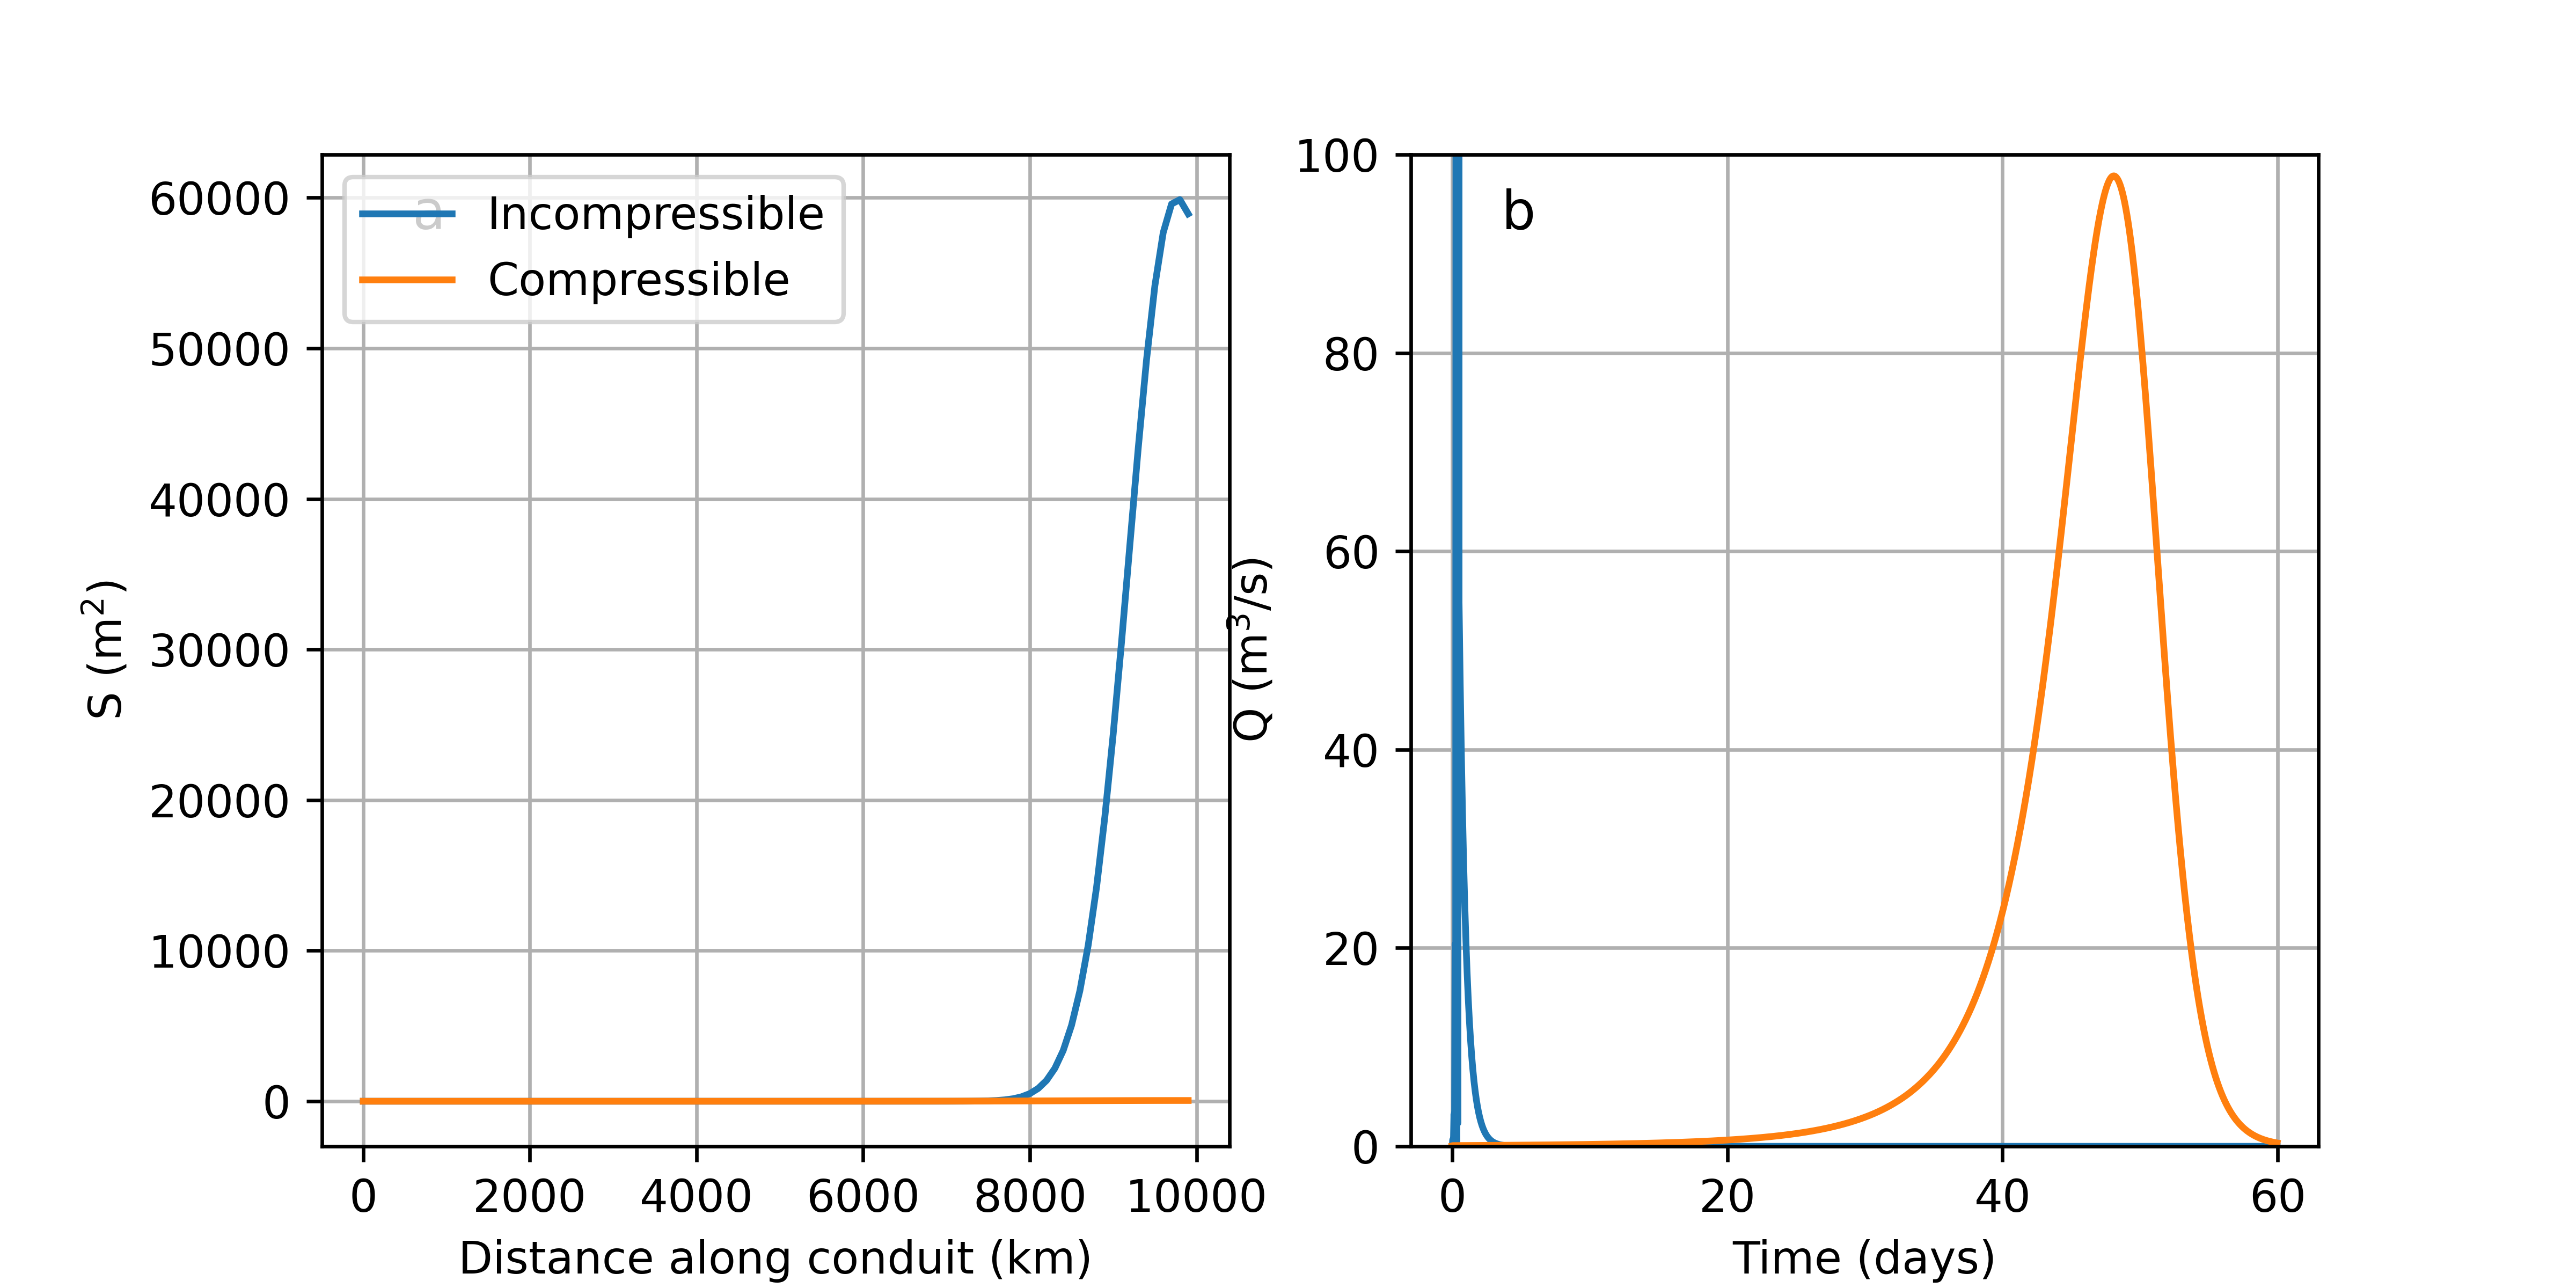 a
Incompressible
Compressible
60000
50000
40000
30000
20000
10000
0
S (m²)
0 2000 4000 6000 8000 10000
Distance along conduit (km)
b
100
80
60
40
20
0
Q (m³/s)
0 20 40 60
Time (days)